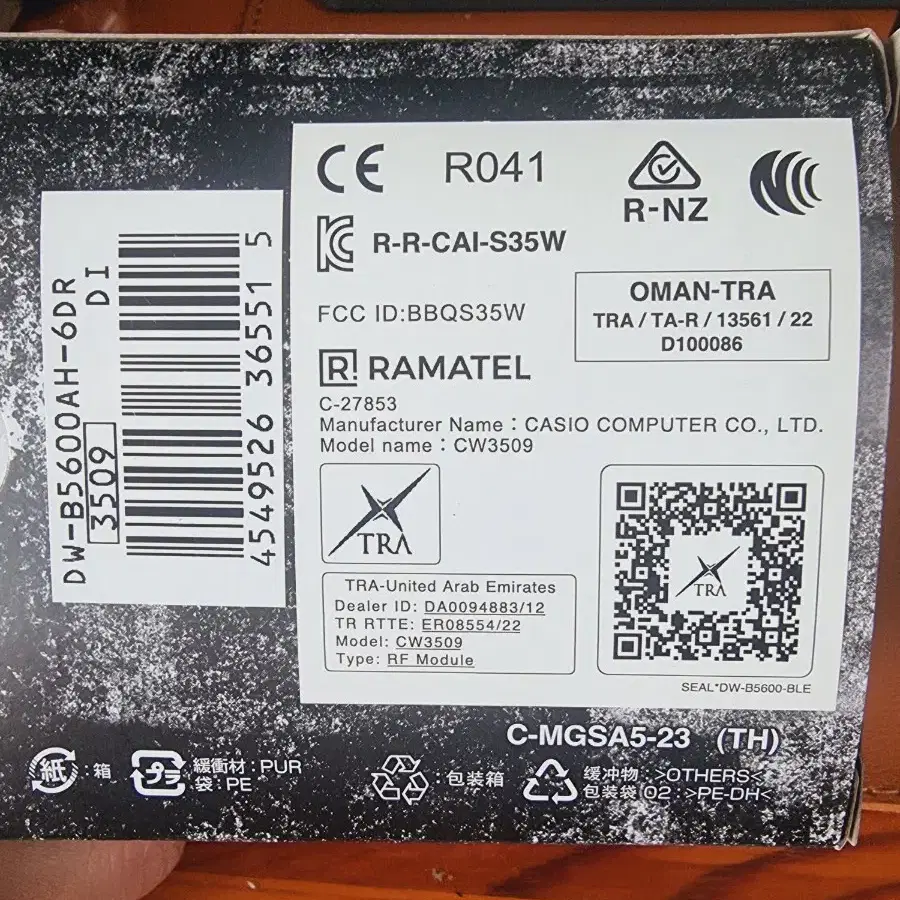 DW-B5600AH-6DR
DI
3509
4549526 36551 5
CE
R041
R-NZ
R-R-CAI-S35W
FCC ID:BBQS35W
OMAN-TRA
TRA / TA-R / 13561 / 22
D100086
R! RAMATEL
C-27853
Manufacturer Name : CASIO COMPUTER CO., LTD.
Model name : CW3509
TRA
TRA-United Arab Emirates
Dealer ID: DA0094883/12
TR RTTE: ER08554/22
Model: CW3509
Type: RF Module
TRA
SEAL*DW-B5600-BLE
C-MGSA5-23 (TH)
紙 : 箱
プラ 緩衝材 : PUR
袋 : PE
: 包装箱
缓冲物 : >OTHERS<
包装袋 02 : >PE-DH<